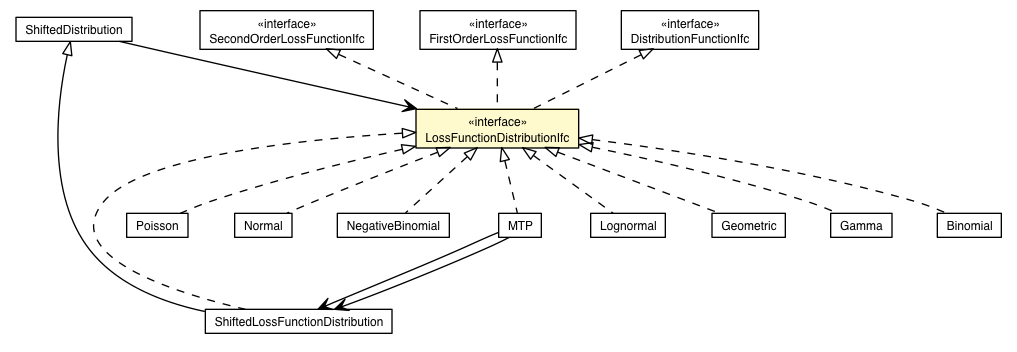 ShiftedDistribution
«interface»
SecondOrderLossFunctionIfc
«interface»
FirstOrderLossFunctionIfc
«interface»
DistributionFunctionIfc
«interface»
LossFunctionDistributionIfc
Poisson
Normal
NegativeBinomial
MTP
Lognormal
Geometric
Gamma
Binomial
ShiftedLossFunctionDistribution